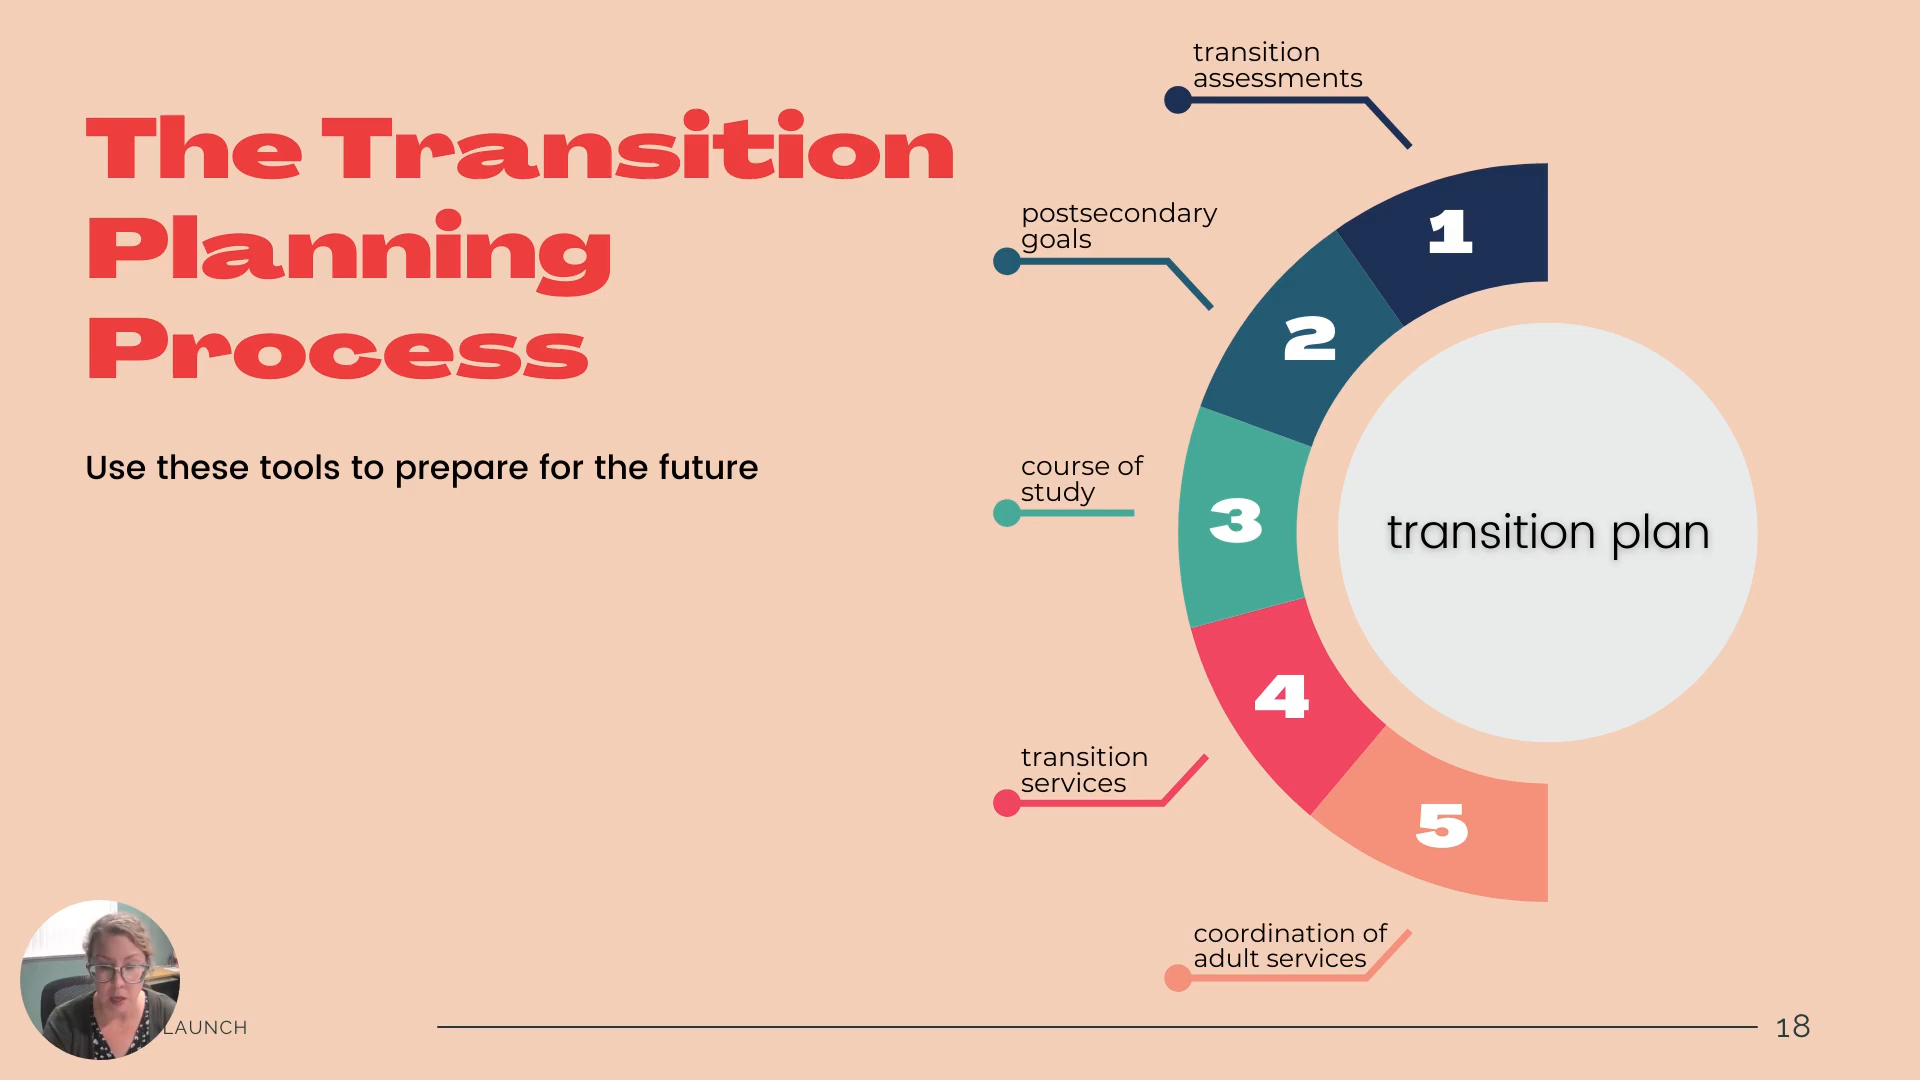 The Transition
Planning
Process
Use these tools to prepare for the future
transition
assessments
postsecondary
goals
course of
study
transition
services
coordination of
adult services
1
2
3
4
5
transition plan
LAUNCH
18